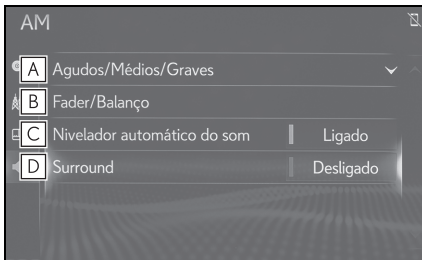 AM
A Agudos/Médios/Graves
B Fader/Balanço
C Nivelador automático do som Ligado
D Surround Desligado